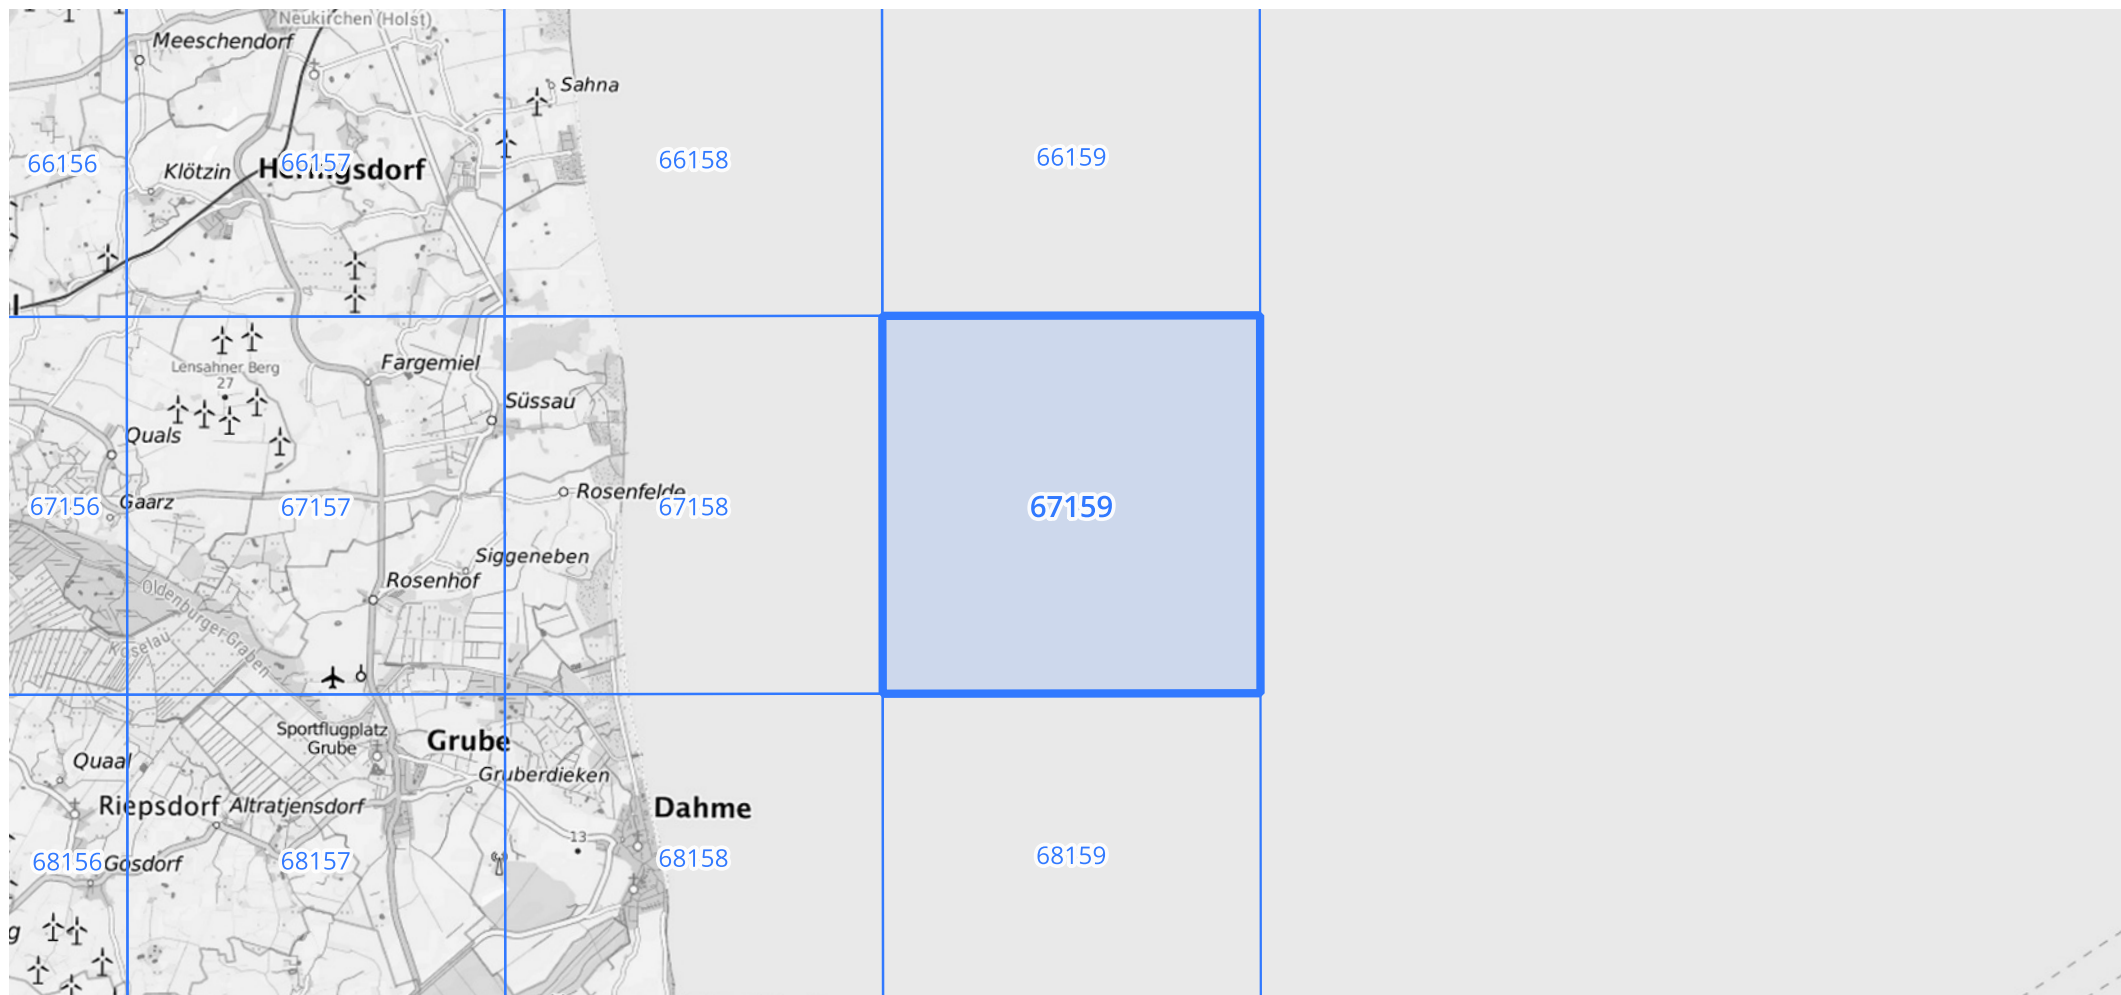 Neukirchen (Holst)
Meeschendorf
Sahna
66156
Klötzin
66157
66158
66159
Lensahner Berg
27
Fargemiel
Süssau
Quals
67156
Gaarz
67157
Rosenfelde
67158
67159
Siggeneben
Rosenhof
Oldenburger Graben
Koselau
Sportflugplatz
Grube
Grube
Quaal
Gruberdieken
Riepsdorf
Altratjensdorf
Dahme
13
68156
Gosdorf
68157
68158
68159